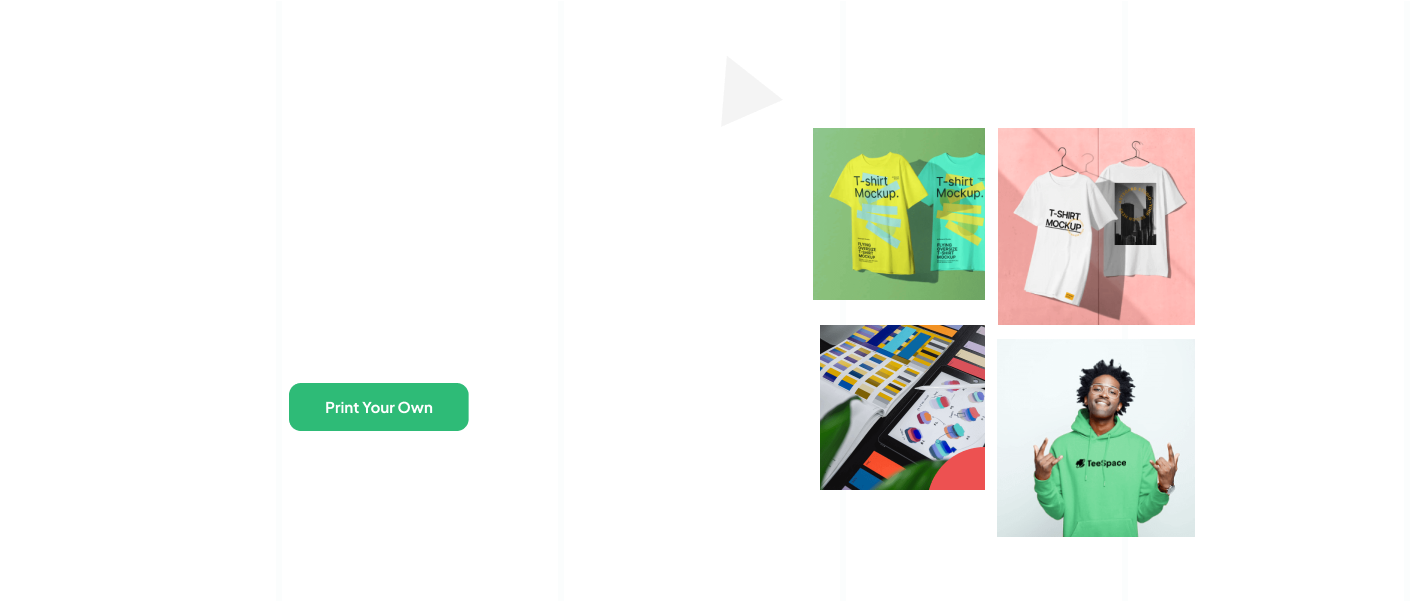 T-shirt
Mockup.
FLYING
OVERSIZE
T-SHIRT
MOCKUP
T-shirt
Mockup.
FLYING
OVERSIZE
T-SHIRT
MOCKUP
T-SHIRT
MOCKUP
Print Your Own
TeeSpace